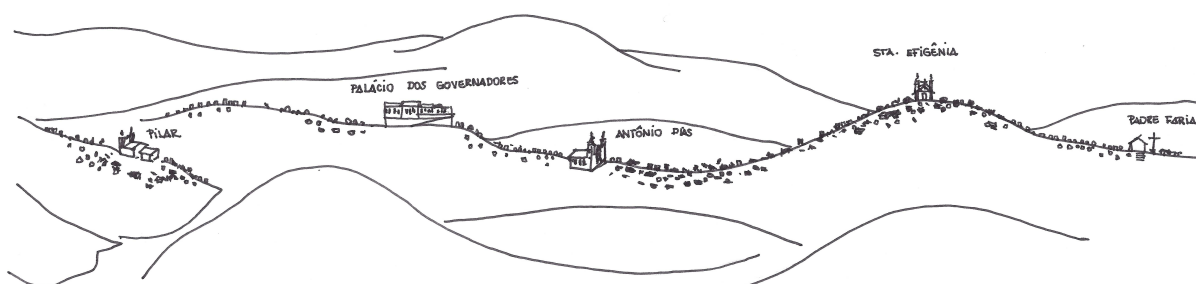 STA. EFIGÊNIA
PALÁCIO DOS GOVERNADORES
PILAR
ANTÔNIO DIAS
PADRE FARIA